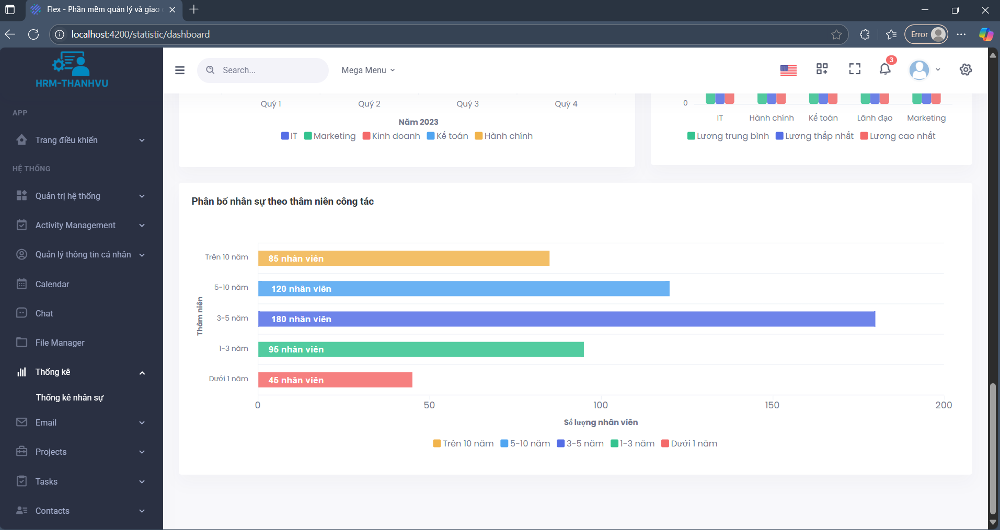 Flex - Phần mềm quản lý và giao
localhost:4200/statistic/dashboard
Error
HRM-THANHVU
Search...
Mega Menu
3
APP
Trang điều khiển
HỆ THỐNG
Quản trị hệ thống
Activity Management
Quản lý thông tin cá nhân
Calendar
Chat
File Manager
Thống kê
Thống kê nhân sự
Email
Projects
Tasks
Contacts
Quý 1 Quý 2 Quý 3 Quý 4
Năm 2023
IT Marketing Kinh doanh Kế toán Hành chính
0
IT Hành chính Kế toán Lãnh đạo Marketing
Lương trung bình Lương thấp nhất Lương cao nhất
Phân bố nhân sự theo thâm niên công tác
Thâm niên
Trên 10 năm 85 nhân viên
5-10 năm 120 nhân viên
3-5 năm 180 nhân viên
1-3 năm 95 nhân viên
Dưới 1 năm 45 nhân viên
0 50 100 150 200
Số lượng nhân viên
Trên 10 năm 5-10 năm 3-5 năm 1-3 năm Dưới 1 năm